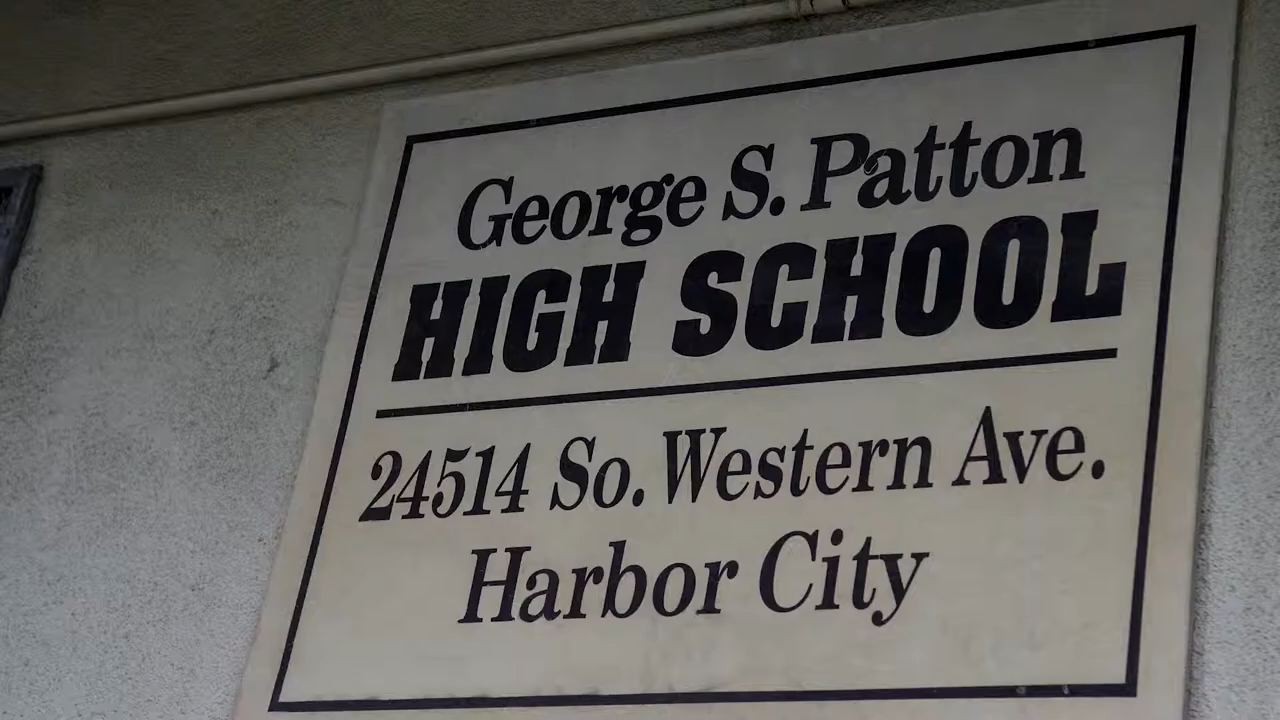 George S. Patton
HIGH SCHOOL
24514 So. Western Ave.
Harbor City